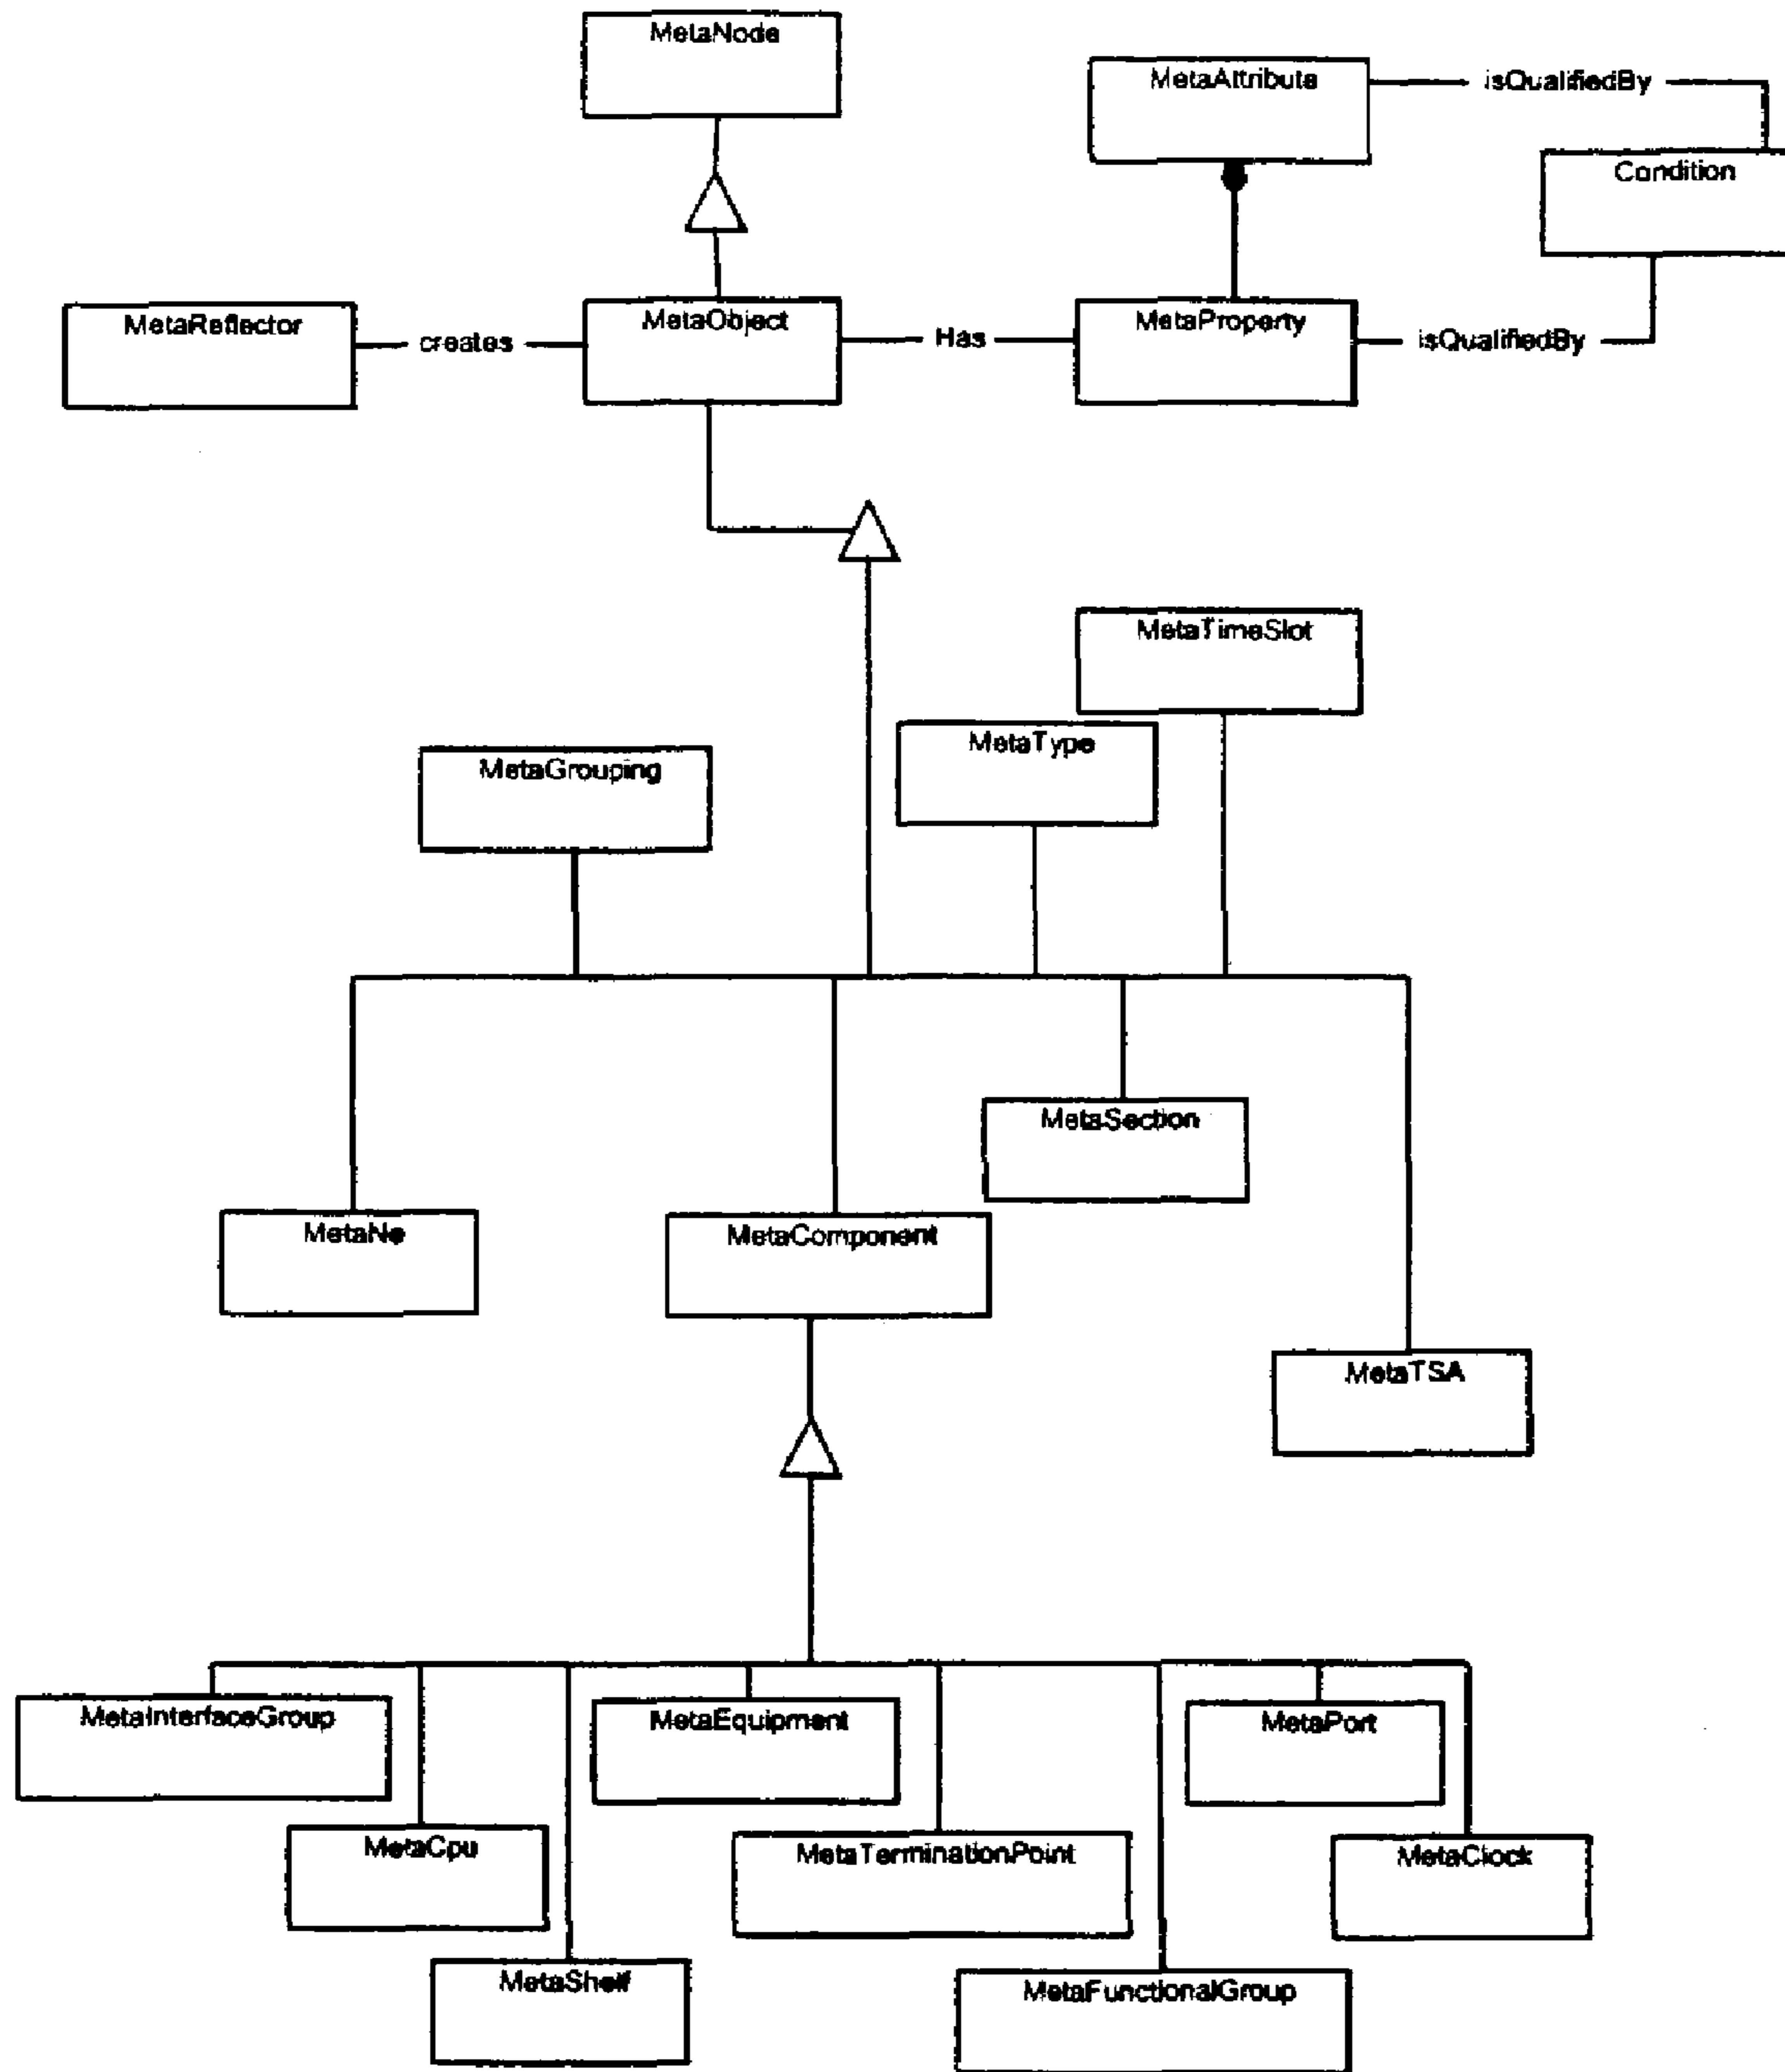 MetaNode
MetaAttribute
isQualifiedBy
Condition
MetaReflector
creates
MetaObject
Has
MetaProperty
isQualifiedBy
MetaTimeSlot
MetaType
MetaGrouping
MetaSection
MetaNe
MetaComponent
MetaTSA
MetaInterfaceGroup
MetaEquipment
MetaPort
MetaCpu
MetaTerminationPoint
MetaClock
MetaShelf
MetaFunctionalGroup